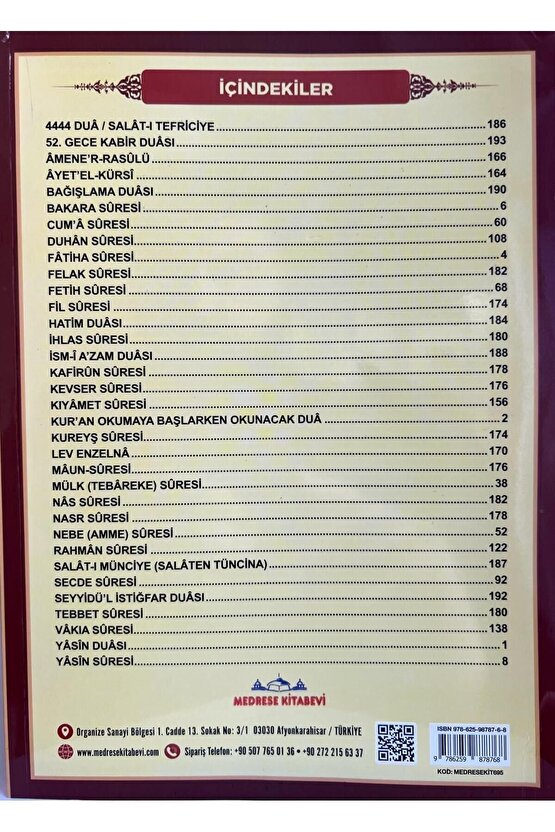 İÇİNDEKİLER
4444 DUÂ / SALÂT-I TEFRİCİYE 186
52. GECE KABİR DUÂSI 193
ÂMENE'R-RASÛLÜ 166
ÂYET'EL-KÜRSÎ 164
BAĞIŞLAMA DUÂSI 190
BAKARA SÛRESİ 6
CUM'Â SÛRESİ 60
DUHÂN SÛRESİ 108
FÂTİHA SÛRESİ 4
FELAK SÛRESİ 182
FETİH SÛRESİ 68
FİL SÛRESİ 174
HATİM DUÂSI 184
İHLAS SÛRESİ 180
İSM-Î A'ZAM DUÂSI 188
KAFİRÛN SÛRESİ 178
KEVSER SÛRESİ 176
KIYÂMET SÛRESİ 156
KUR'AN OKUMAYA BAŞLARKEN OKUNACAK DUÂ 2
KUREYŞ SÛRESİ 174
LEV ENZELNÂ 170
MÂUN-SÛRESİ 176
MÜLK (TEBÂREKE) SÛRESİ 38
NÂS SÛRESİ 182
NASR SÛRESİ 178
NEBE (AMME) SÛRESİ 52
RAHMÂN SÛRESİ 122
SALÂT-I MÜNCİYE (SALÂTEN TÜNCİNA) 187
SECDE SÛRESİ 92
SEYYİDÜ'L İSTİĞFAR DUÂSI 192
TEBBET SÛRESİ 180
VÂKIA SÛRESİ 138
YÂSİN DUÂSI 1
YÂSİN SÛRESİ 8
MEDRESE KİTABEVİ
Organize Sanayi Bölgesi 1. Cadde 13. Sokak No: 3/1 03030 Afyonkarahisar / TÜRKİYE
www.medresekitabevi.com Sipariş Telefon: +90 507 765 01 36 • +90 272 215 63 37
ISBN 978-625-98787-6-8
9 786259 878768
KOD: MEDRESEKİT695